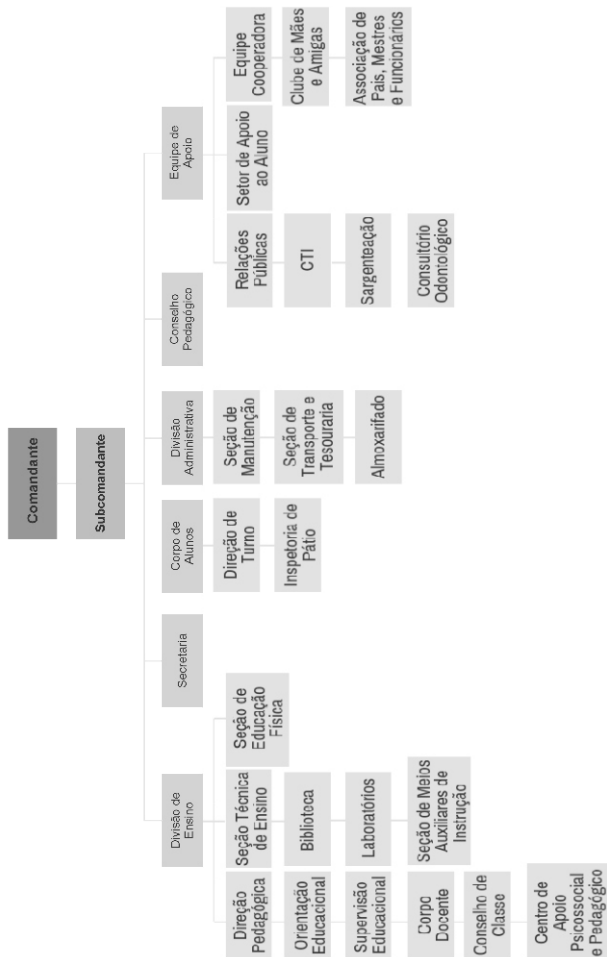 Comandante
Subcomandante
Divisão de
Ensino
Secretaria
Corpo de
Alunos
Divisão
Administrativa
Conselho
Pedagógico
Equipe de
Apoio
Direção
Pedagógica
Orientação
Educacional
Supervisão
Educacional
Corpo
Docente
Conselho de
Classe
Centro de
Apoio
Psicossocial
e Pedagógico
Seção Técnica
de Ensino
Biblioteca
Laboratórios
Seção de Meios
Auxiliares de
Instrução
Seção de
Educação
Física
Direção de
Turno
Inspetoria de
Pátio
Seção de
Manutenção
Seção de
Transporte e
Tesouraria
Almoxarifado
Relações
Públicas
CTI
Sargenteação
Consultório
Odontológico
Setor de Apoio
ao Aluno
Equipe
Cooperadora
Clube de Mães
e Amigas
Associação de
Pais, Mestres
e Funcionários